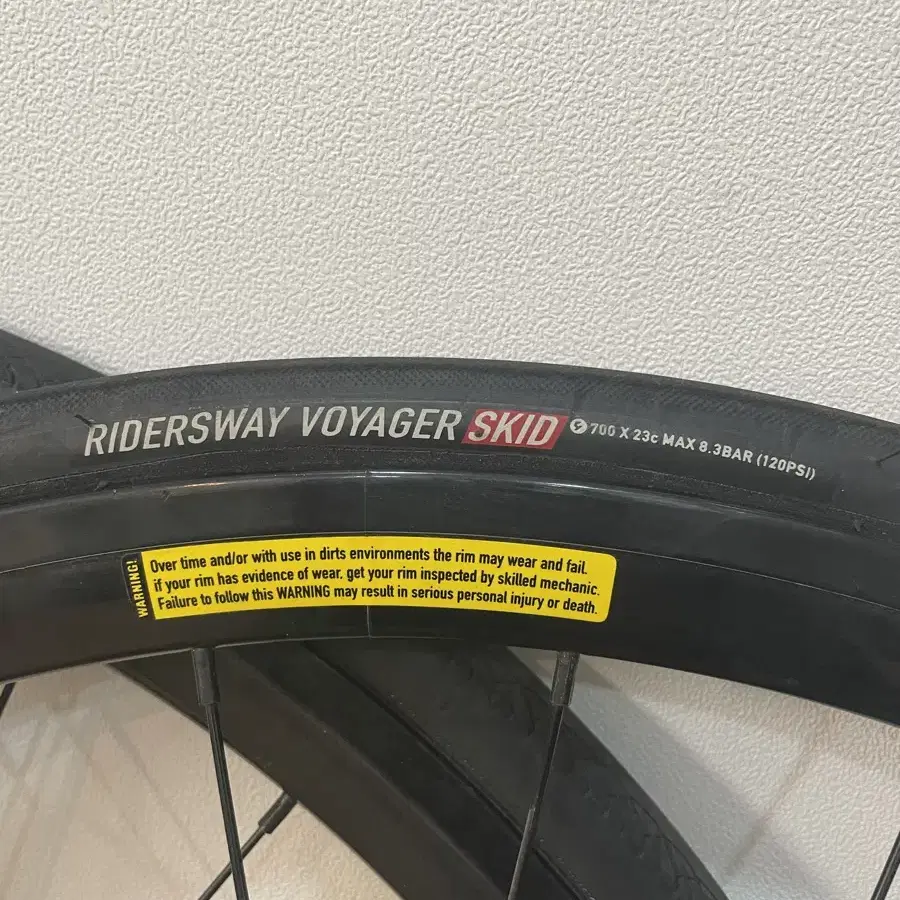 RIDERSWAY VOYAGER SKID 700 X 23c MAX 8.3BAR (120PSI)
WARNING!
Over time and/or with use in dirts environments the rim may wear and fail.
if your rim has evidence of wear, get your rim inspected by skilled mechanic.
Failure to follow this WARNING may result in serious personal injury or death.